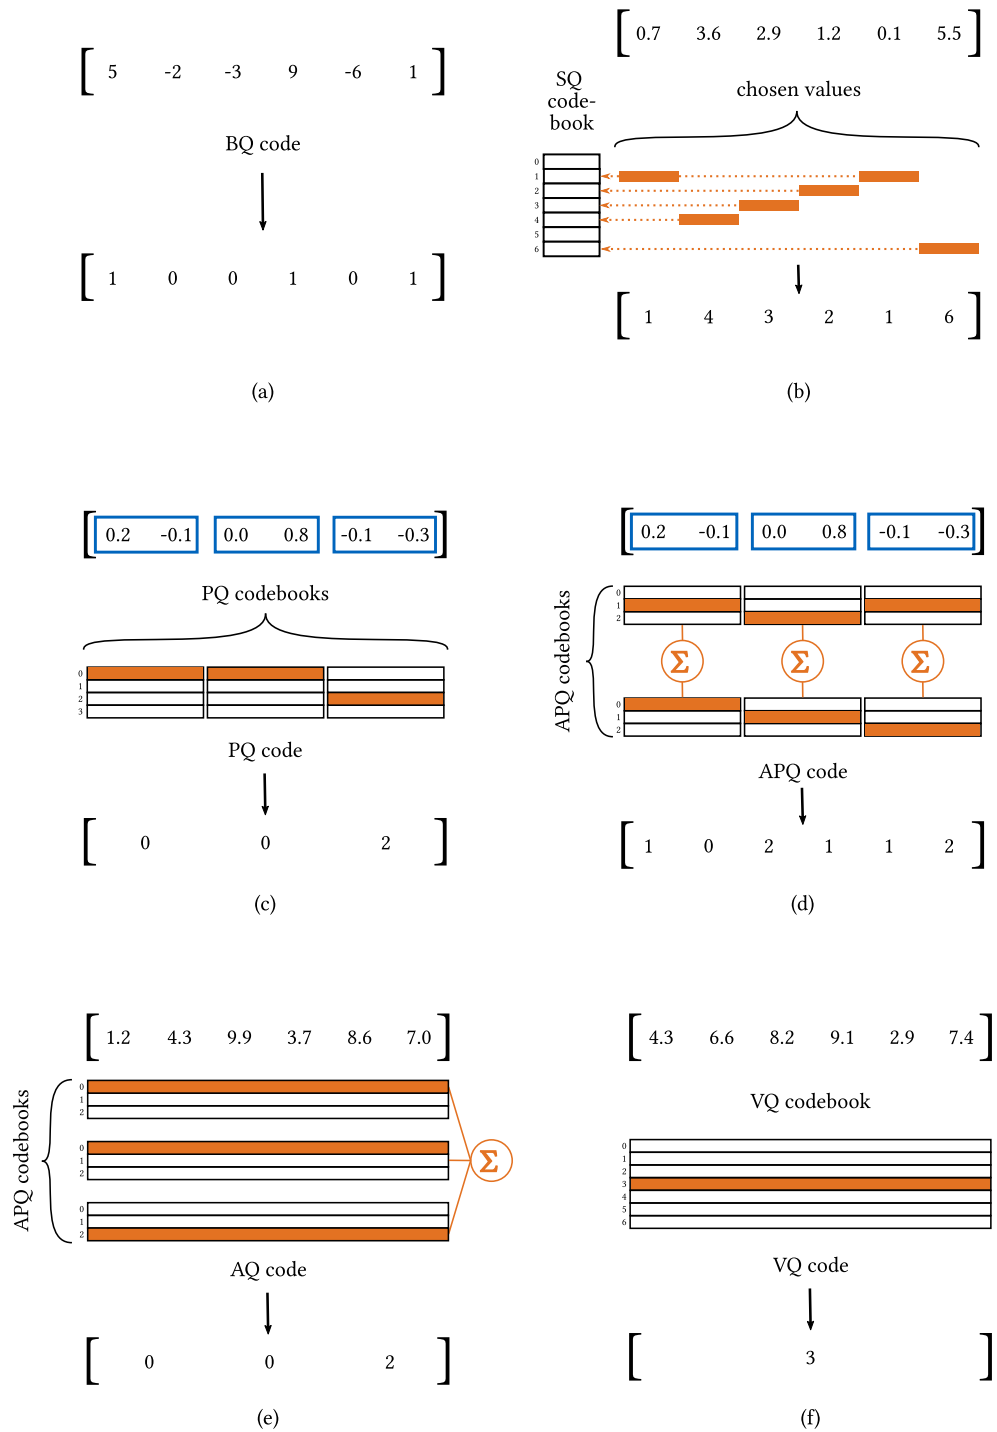 [ 5 -2 -3 9 -6 1 ]
BQ code
[ 1 0 0 1 0 1 ]
(a)
[ 0.7 3.6 2.9 1.2 0.1 5.5 ]
SQ
code-
book
chosen values
0
1
2
3
4
5
6
[ 1 4 3 2 1 6 ]
(b)
[ 0.2 -0.1 0.0 0.8 -0.1 -0.3 ]
PQ codebooks
0
1
2
3
PQ code
[ 0 0 2 ]
(c)
[ 0.2 -0.1 0.0 0.8 -0.1 -0.3 ]
APQ codebooks
0
1
2
Σ Σ Σ
0
1
2
APQ code
[ 1 0 2 1 1 2 ]
(d)
[ 1.2 4.3 9.9 3.7 8.6 7.0 ]
APQ codebooks
0
1
2
0
1
2
Σ
0
1
2
AQ code
[ 0 0 2 ]
(e)
[ 4.3 6.6 8.2 9.1 2.9 7.4 ]
VQ codebook
0
1
2
3
4
5
6
VQ code
[ 3 ]
(f)